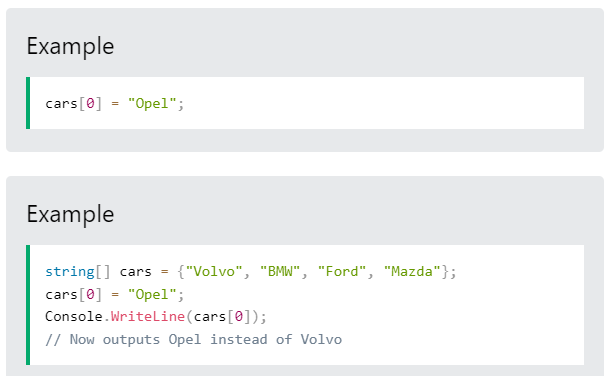 Example
cars[0] = "Opel";
Example
string[] cars = {"Volvo", "BMW", "Ford", "Mazda"};
cars[0] = "Opel";
Console.WriteLine(cars[0]);
// Now outputs Opel instead of Volvo